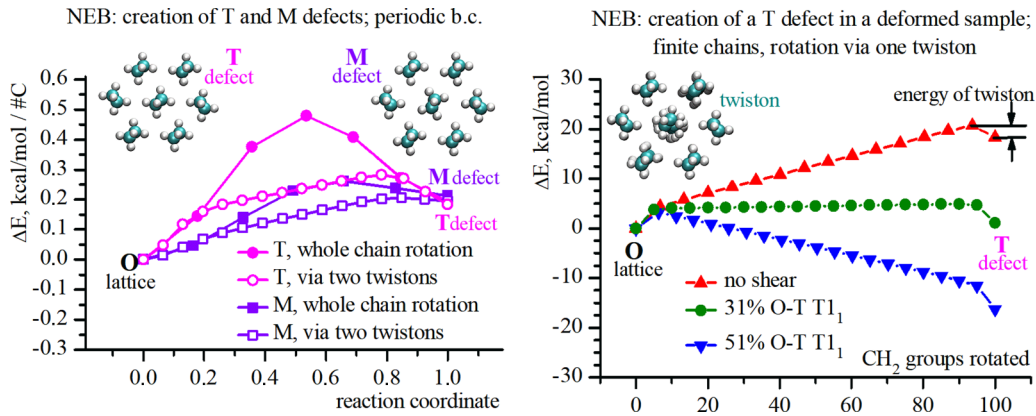 NEB: creation of T and M defects; periodic b.c.
T
defect
M
defect
M defect
T defect
O
lattice
T, whole chain rotation
T, via two twistons
M, whole chain rotation
M, via two twistons
ΔE, kcal/mol / #C
0.6
0.5
0.4
0.3
0.2
0.1
0.0
-0.1
-0.3
0.0
0.2
0.4
0.6
0.8
1.0
reaction coordinate
NEB: creation of a T defect in a deformed sample;
finite chains, rotation via one twiston
twiston
energy of twiston
O
lattice
T
defect
no shear
31% O-T T1₁
51% O-T T1₁
CH₂ groups rotated
ΔE, kcal/mol
30
20
10
0
-10
-20
-30
0
20
40
60
80
100